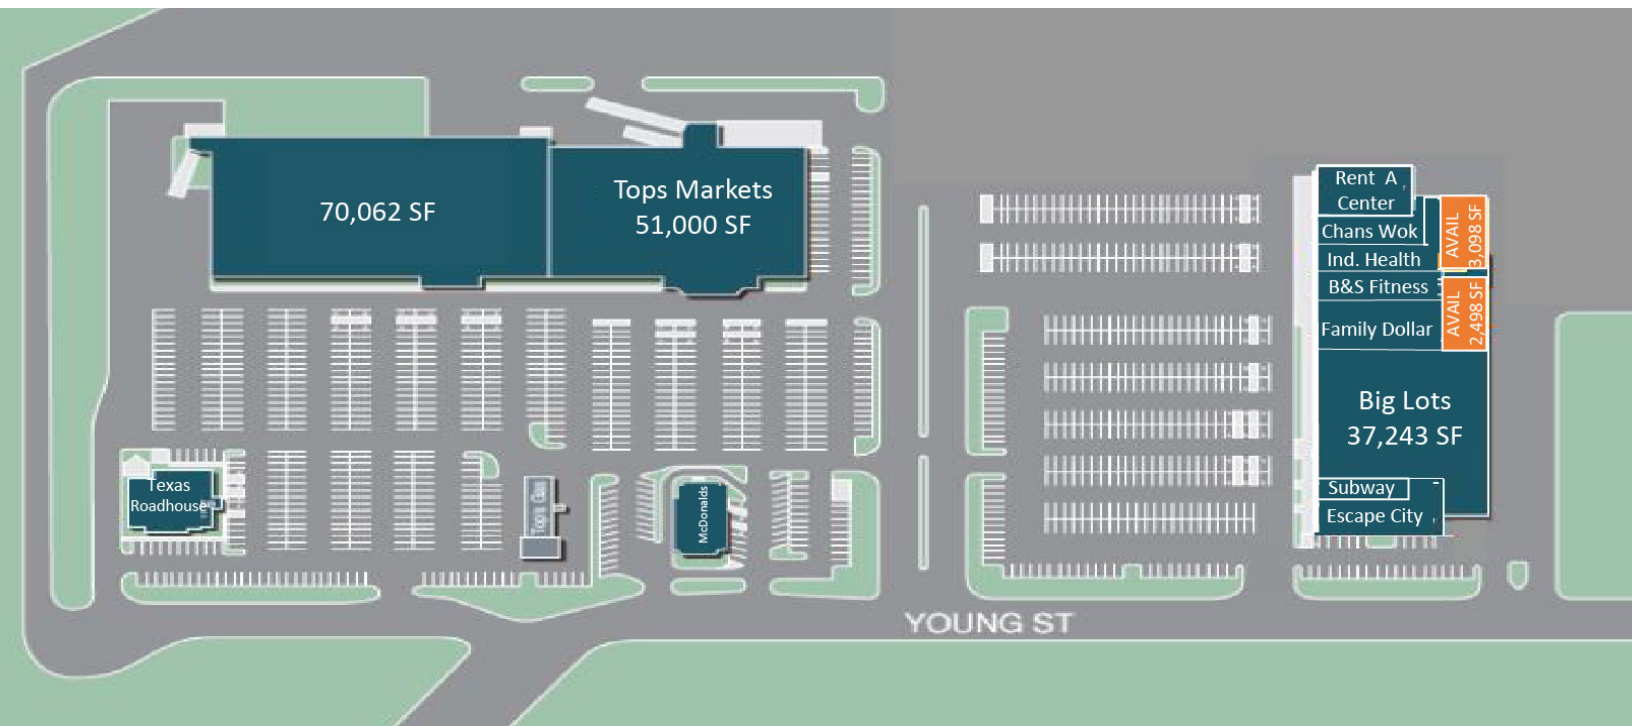 70,062 SF
Tops Markets
51,000 SF
Rent A
Center
Chans Wok
Ind. Health
B&S Fitness
Family Dollar
AVAIL
3,098 SF
AVAIL
2,498 SF
Big Lots
37,243 SF
Subway
Escape City
Texas
Roadhouse
Tops Gas
McDonalds
YOUNG ST